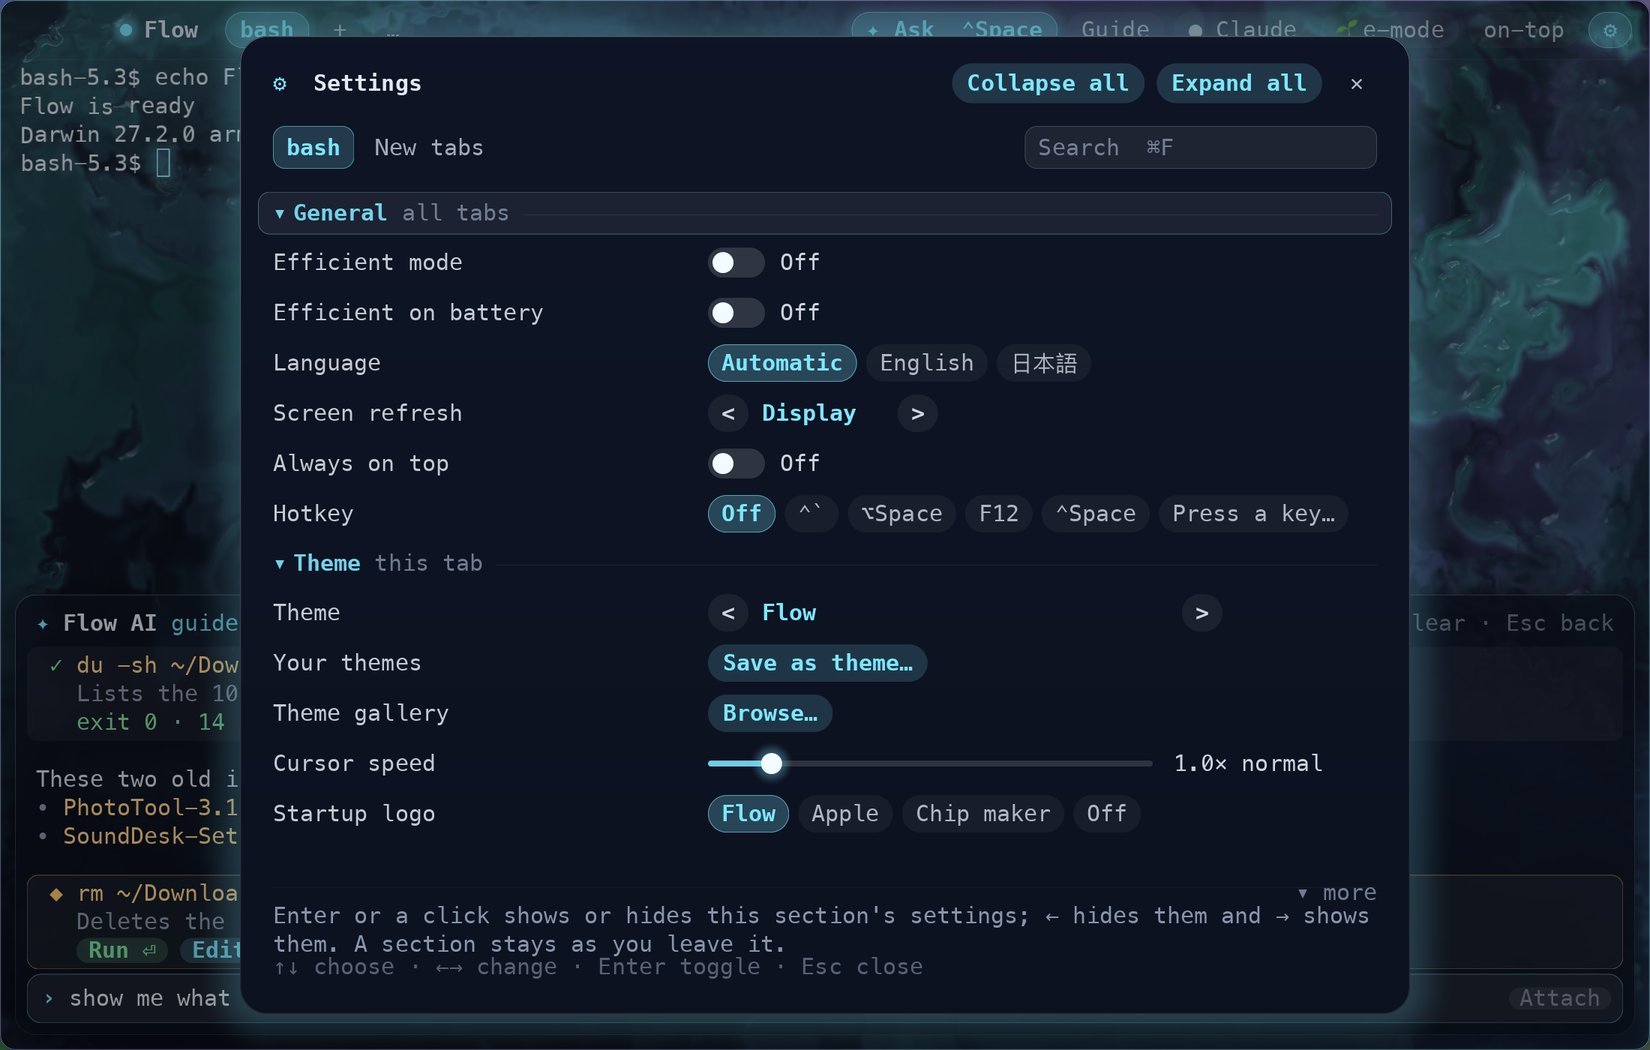 Flow bash + … ✦ Ask ⌃Space Guide ● Claude e-mode on-top
bash-5.3$ echo Fl
Flow is ready
Darwin 27.2.0 arm
bash-5.3$
Settings Collapse all Expand all ×
bash New tabs Search ⌘F
▾ General all tabs
Efficient mode Off
Efficient on battery Off
Language Automatic English 日本語
Screen refresh < Display >
Always on top Off
Hotkey Off ⌃` ⌥Space F12 ⌃Space Press a key…
▾ Theme this tab
Theme < Flow >
Your themes Save as theme…
Theme gallery Browse…
Cursor speed 1.0× normal
Startup logo Flow Apple Chip maker Off
▾ more
Enter or a click shows or hides this section's settings; ← hides them and → shows
them. A section stays as you leave it.
↑↓ choose · ←→ change · Enter toggle · Esc close
✦ Flow AI guide lear · Esc back
✓ du -sh ~/Dow
Lists the 10
exit 0 · 14
These two old i
• PhotoTool-3.1
• SoundDesk-Set
◆ rm ~/Downloa
Deletes the
Run ⏎ Edit
› show me what Attach